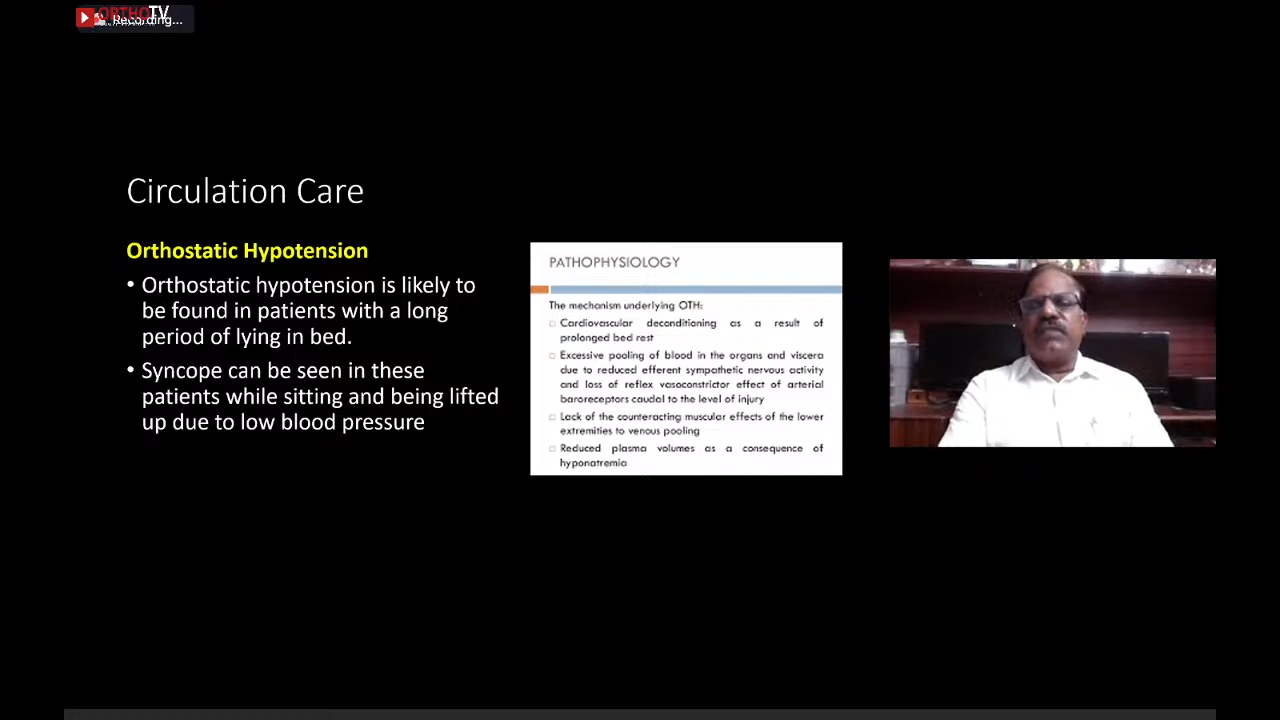 ORTHOTV
Recording...
Circulation Care
Orthostatic Hypotension
• Orthostatic hypotension is likely to
be found in patients with a long
period of lying in bed.
• Syncope can be seen in these
patients while sitting and being lifted
up due to low blood pressure
PATHOPHYSIOLOGY
The mechanism underlying OTH:
Cardiovascular deconditioning as a result of
prolonged bed rest
Excessive pooling of blood in the organs and viscera
due to reduced efferent sympathetic nervous activity
and loss of reflex vasoconstrictor effect of arterial
baroreceptors caudal to the level of injury
Lack of the counteracting muscular effects of the lower
extremities to venous pooling
Reduced plasma volumes as a consequence of
hyponatremia